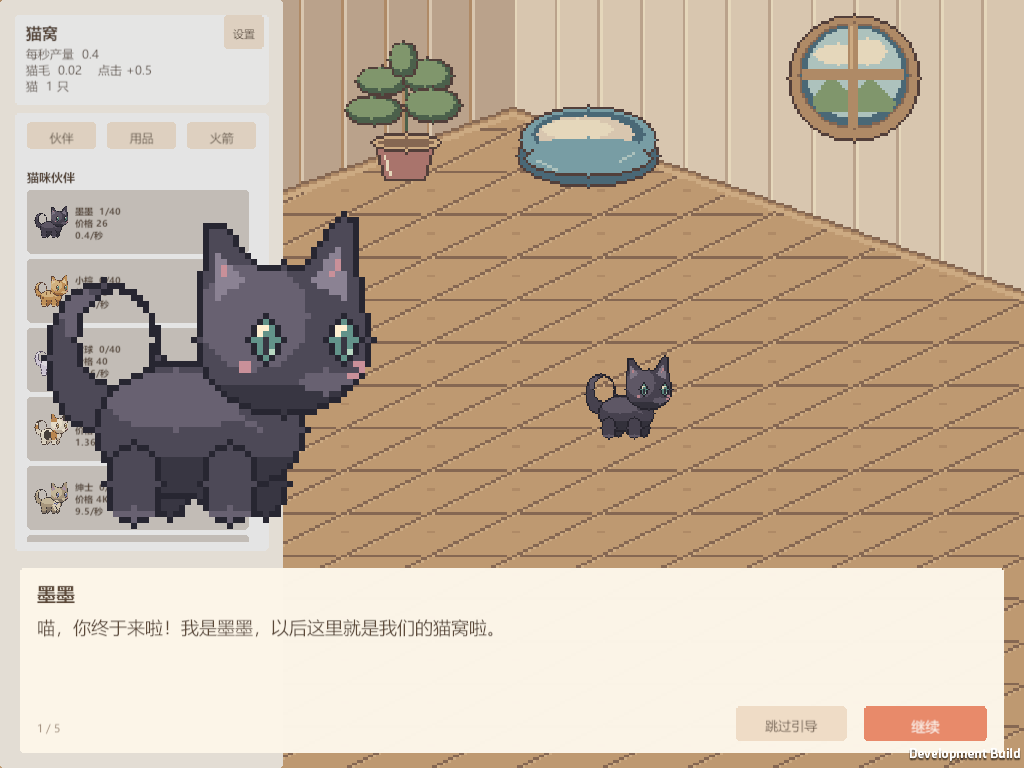 猫窝
设置
每秒产量 0.4
猫毛 0.02 点击 +0.5
猫 1 只
伙伴
用品
火箭
猫咪伙伴
墨墨 1/40
价格 26
0.4/秒
/40
/秒
球 0/40
格 40
/秒
1.36
绅士
价格 4K
9.5/秒
墨墨
喵，你终于来啦！我是墨墨，以后这里就是我们的猫窝啦。
1 / 5
跳过引导
继续
Development Build